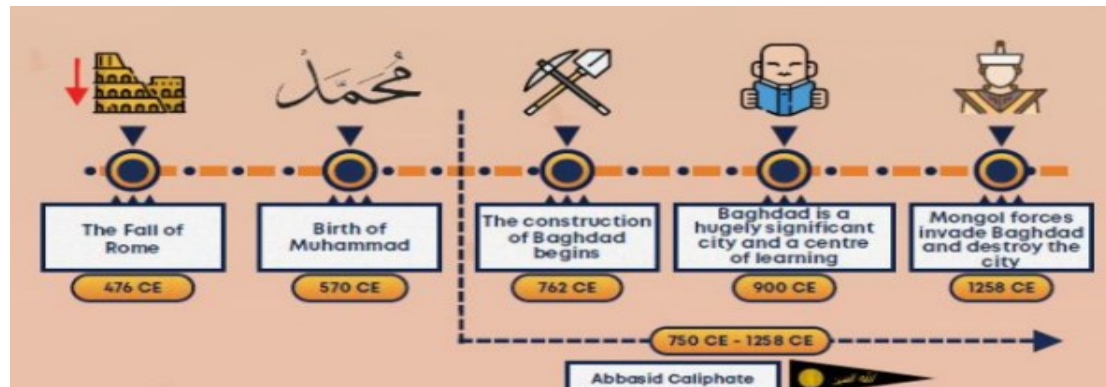 مُحَمَّد
The Fall of
Rome
476 CE
Birth of
Muhammad
570 CE
The construction
of Baghdad
begins
762 CE
Baghdad is a
hugely significant
city and a centre
of learning
900 CE
Mongol forces
invade Baghdad
and destroy the
city
1258 CE
750 CE - 1258 CE
Abbasid Caliphate